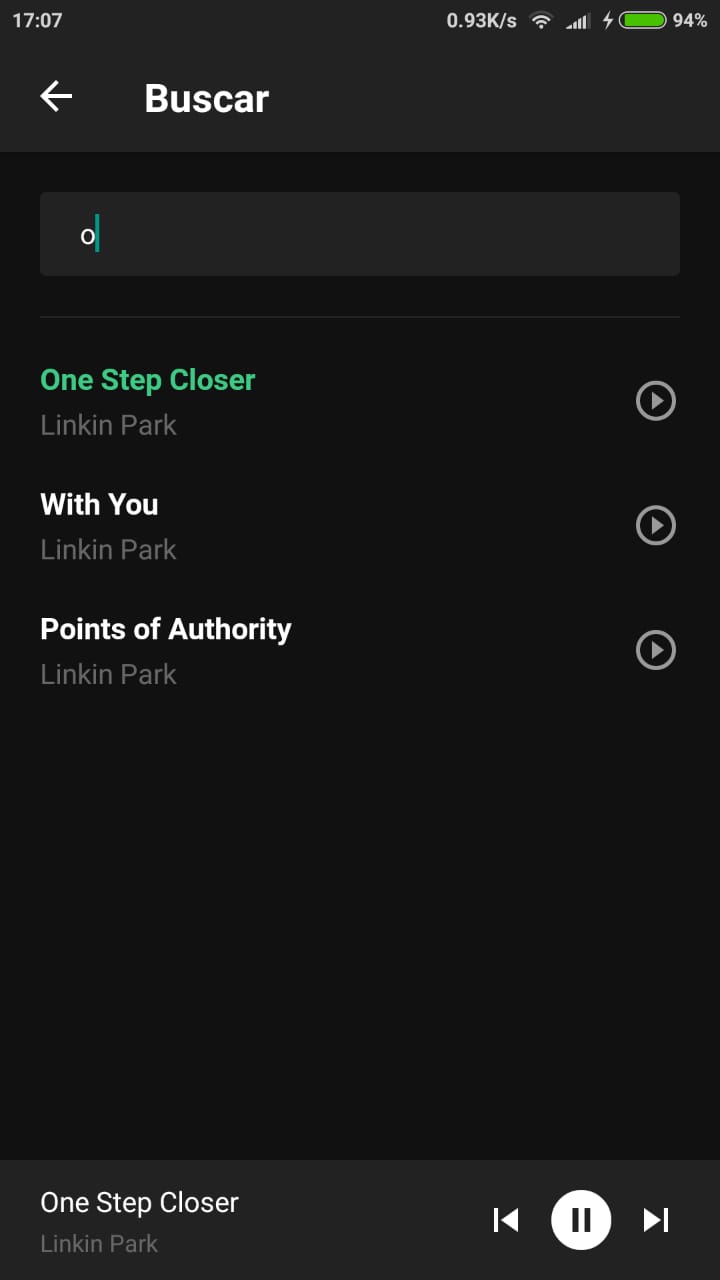 17:07 0.93K/s 94%
Buscar
o
One Step Closer
Linkin Park
With You
Linkin Park
Points of Authority
Linkin Park
One Step Closer
Linkin Park